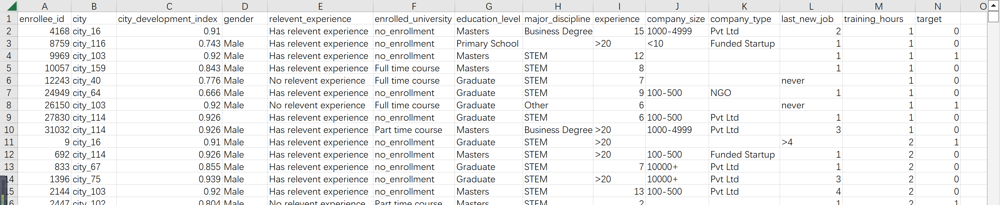 A B C D E F G H I J K L M N O
1 enrollee_id city city_development_index gender relevent_experience enrolled_university education_level major_discipline experience company_size company_type last_new_job training_hours target
2 4168 city_16 0.91 Has relevent experience no_enrollment Masters Business Degree 15 1000-4999 Pvt Ltd 2 1 0
3 8759 city_116 0.743 Male Has relevent experience no_enrollment Primary School >20 <10 Funded Startup 1 1 0
4 9969 city_103 0.92 Male Has relevent experience no_enrollment Masters STEM 12 1 1 1
5 10057 city_159 0.843 Male Has relevent experience Full time course Masters STEM 8 1 1 0
6 12243 city_40 0.776 Male No relevent experience Full time course Graduate STEM 7 never 1 0
7 24949 city_64 0.666 Male Has relevent experience no_enrollment Graduate STEM 9 100-500 NGO 1 1 0
8 26150 city_103 0.92 Male No relevent experience Full time course Graduate Other 6 never 1 1
9 27830 city_114 0.926 Has relevent experience no_enrollment Graduate STEM 6 100-500 Pvt Ltd 1 1 0
10 31032 city_114 0.926 Male Has relevent experience Part time course Masters Business Degree >20 1000-4999 Pvt Ltd 3 1 0
11 9 city_16 0.91 Male Has relevent experience no_enrollment Graduate STEM >20 >4 2 1
12 692 city_114 0.926 Male Has relevent experience no_enrollment Masters STEM >20 100-500 Funded Startup 1 2 0
13 833 city_67 0.855 Male Has relevent experience no_enrollment Graduate STEM 7 10000+ Pvt Ltd 1 2 0
14 1396 city_75 0.939 Male Has relevent experience no_enrollment Graduate STEM >20 10000+ Pvt Ltd 3 2 0
15 2144 city_103 0.92 Male Has relevent experience no_enrollment Masters STEM 13 100-500 Pvt Ltd 4 2 0
16 2447 city_102 0.804 Male No relevent experience Part time course Masters STEM 2 1 2 1